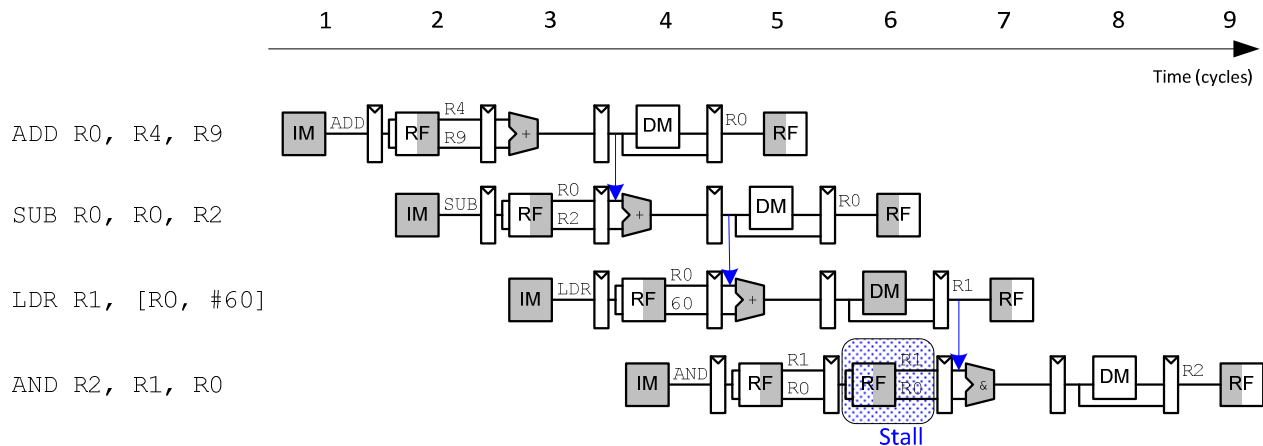 1 2 3 4 5 6 7 8 9
Time (cycles)
ADD R0, R4, R9
IM ADD RF R4 R9 + DM R0 RF
SUB R0, R0, R2
IM SUB RF R0 R2 + DM R0 RF
LDR R1, [R0, #60]
IM LDR RF R0 60 + DM R1 RF
AND R2, R1, R0
IM AND RF R1 R0 RF R1 R0 & DM R2 RF
Stall